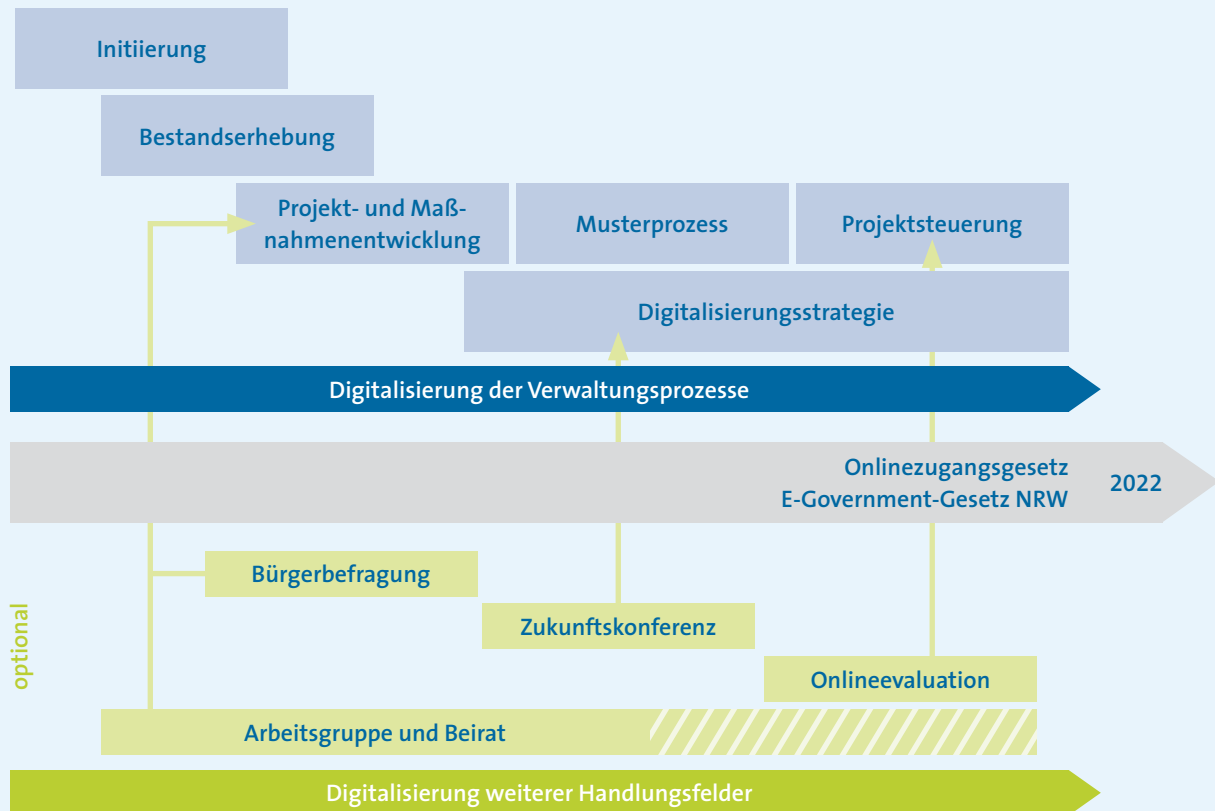 Initiierung
Bestandserhebung
Projekt- und Maß-
nahmenentwicklung
Musterprozess
Projektsteuerung
Digitalisierungsstrategie
Digitalisierung der Verwaltungsprozesse
Onlinezugangsgesetz
E-Government-Gesetz NRW
2022
optional
Bürgerbefragung
Zukunftskonferenz
Onlineevaluation
Arbeitsgruppe und Beirat
Digitalisierung weiterer Handlungsfelder